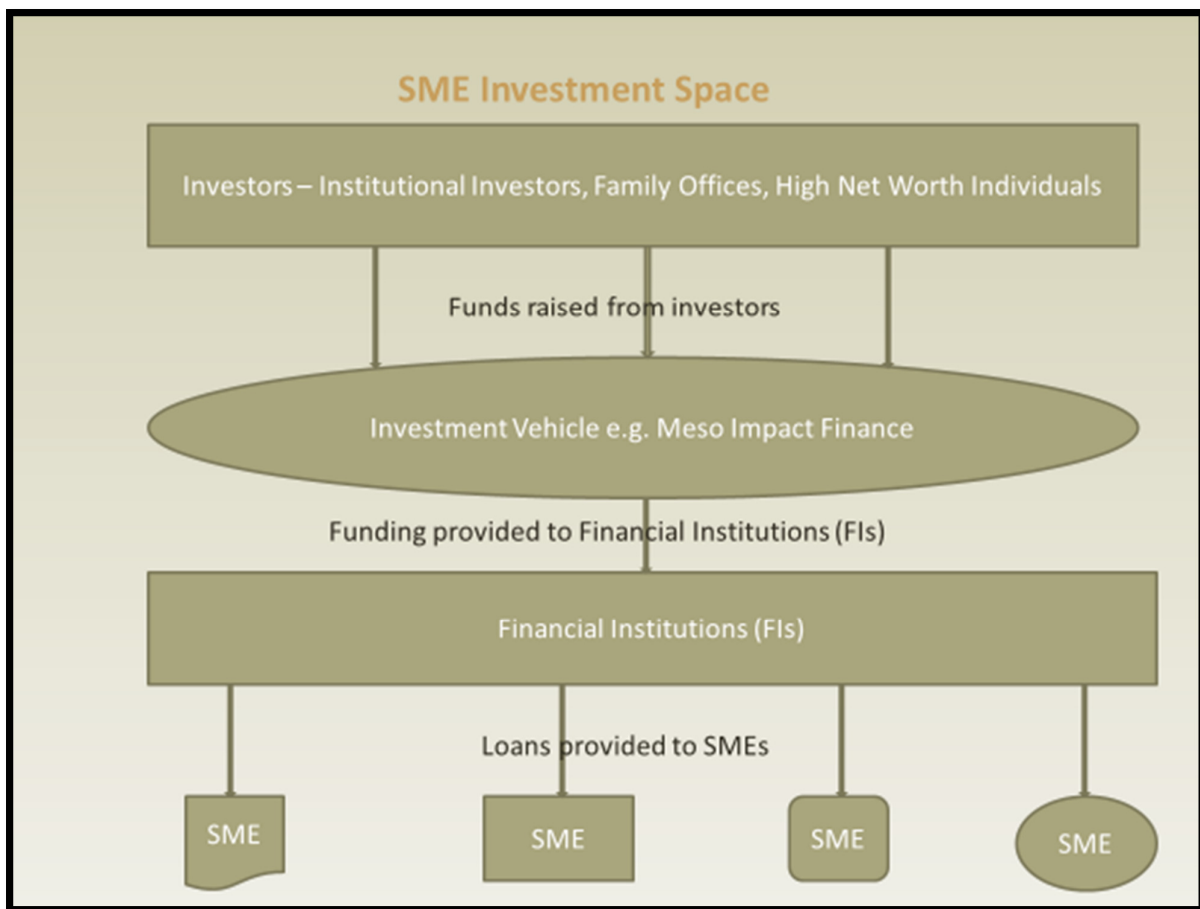 SME Investment Space
Investors – Institutional Investors, Family Offices, High Net Worth Individuals
Funds raised from investors
Investment Vehicle e.g. Meso Impact Finance
Funding provided to Financial Institutions (FIs)
Financial Institutions (FIs)
Loans provided to SMEs
SME
SME
SME
SME